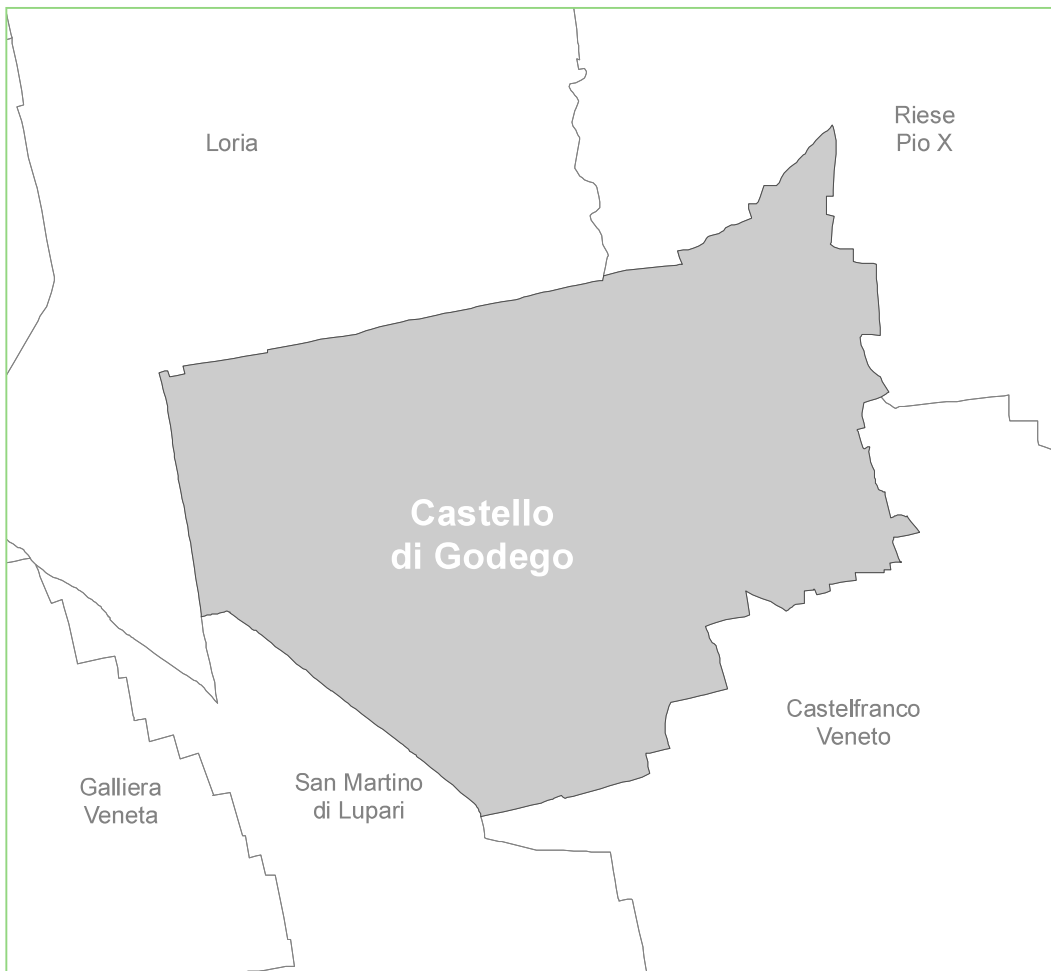 Loria
Riese
Pio X
Castello
di Godego
Castelfranco
Veneto
San Martino
di Lupari
Galliera
Veneta